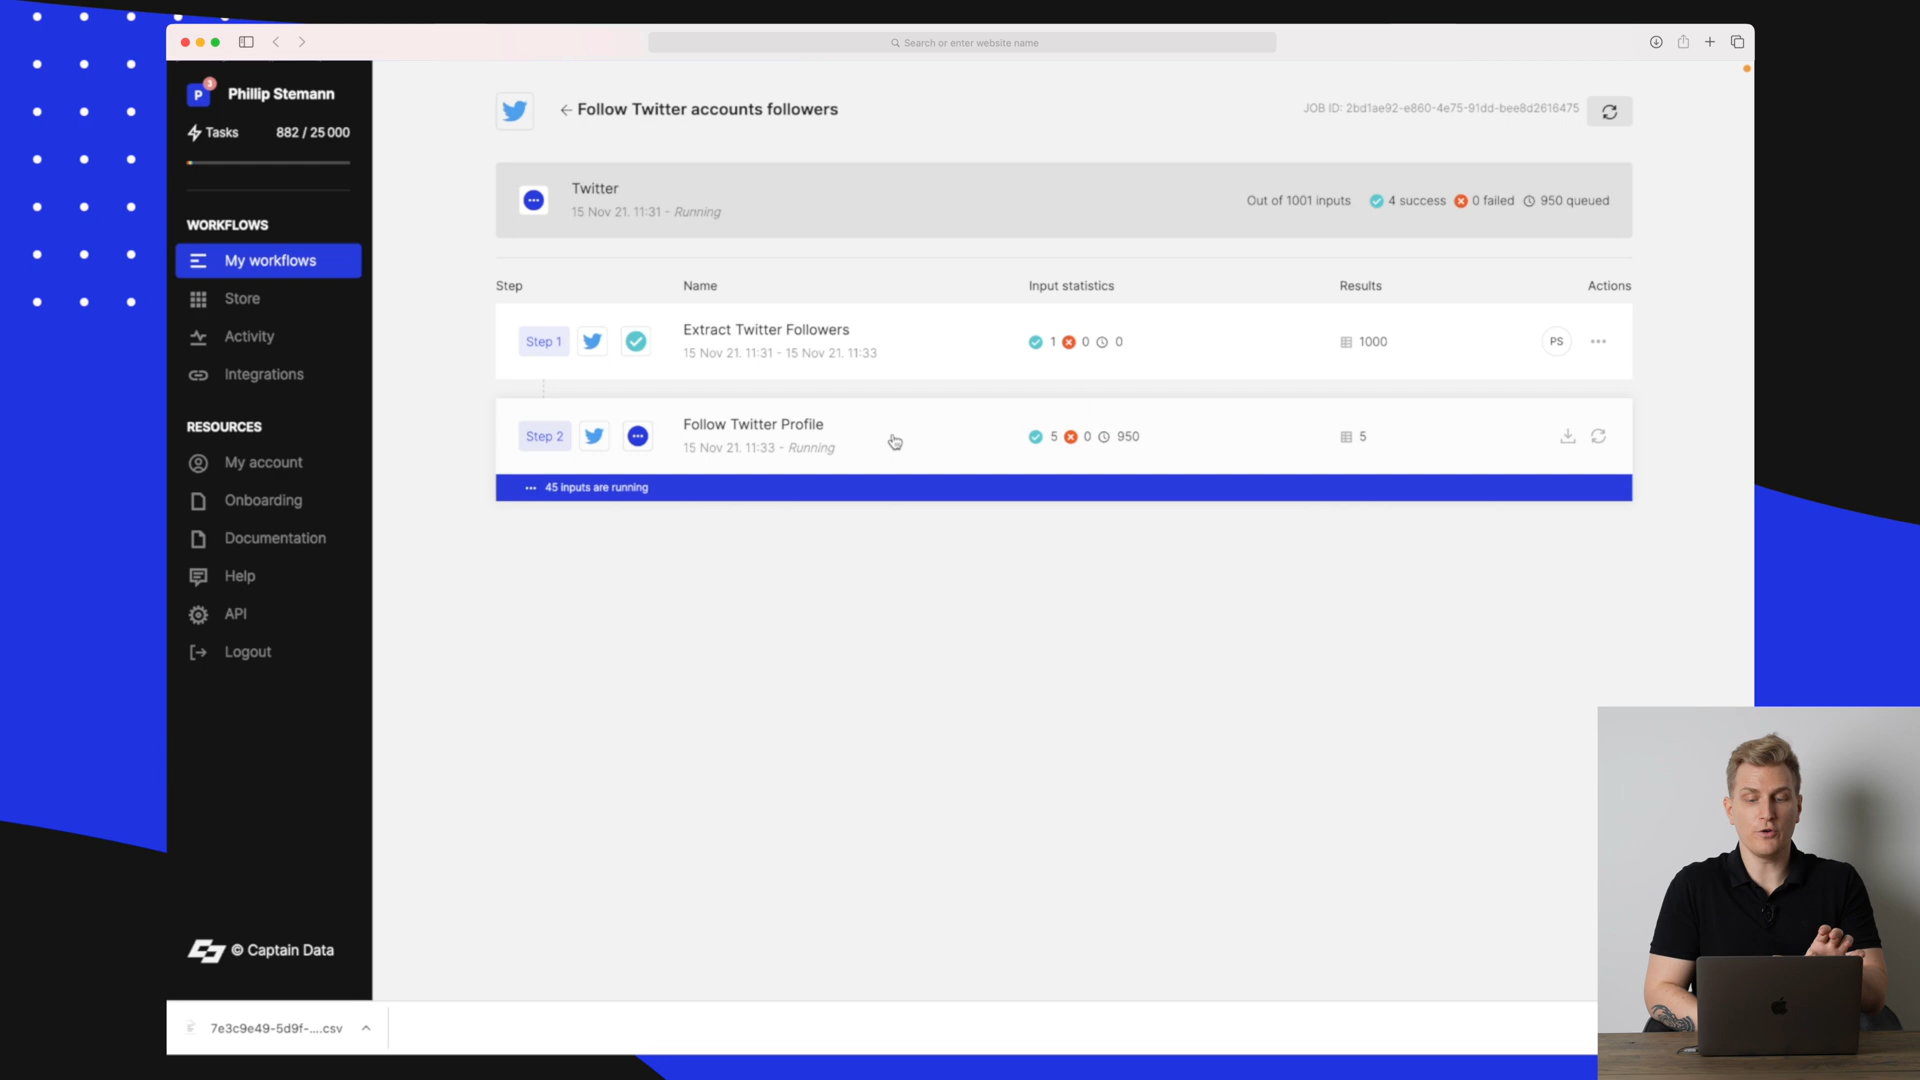 Search or enter website name
P
3
Phillip Stemann
Tasks 882 / 25 000
WORKFLOWS
My workflows
Store
Activity
Integrations
RESOURCES
My account
Onboarding
Documentation
Help
API
Logout
© Captain Data
Follow Twitter accounts followers
JOB ID: 2bd1ae92-e860-4e75-91dd-bee8d2616475
Twitter
15 Nov 21. 11:31 - Running
Out of 1001 inputs 4 success 0 failed 950 queued
Step Name Input statistics Results Actions
Step 1 Extract Twitter Followers 1 0 0 1000 PS
15 Nov 21. 11:31 - 15 Nov 21. 11:33
Step 2 Follow Twitter Profile 5 0 950 5
15 Nov 21. 11:33 - Running
45 inputs are running
7e3c9e49-5d9f-....csv